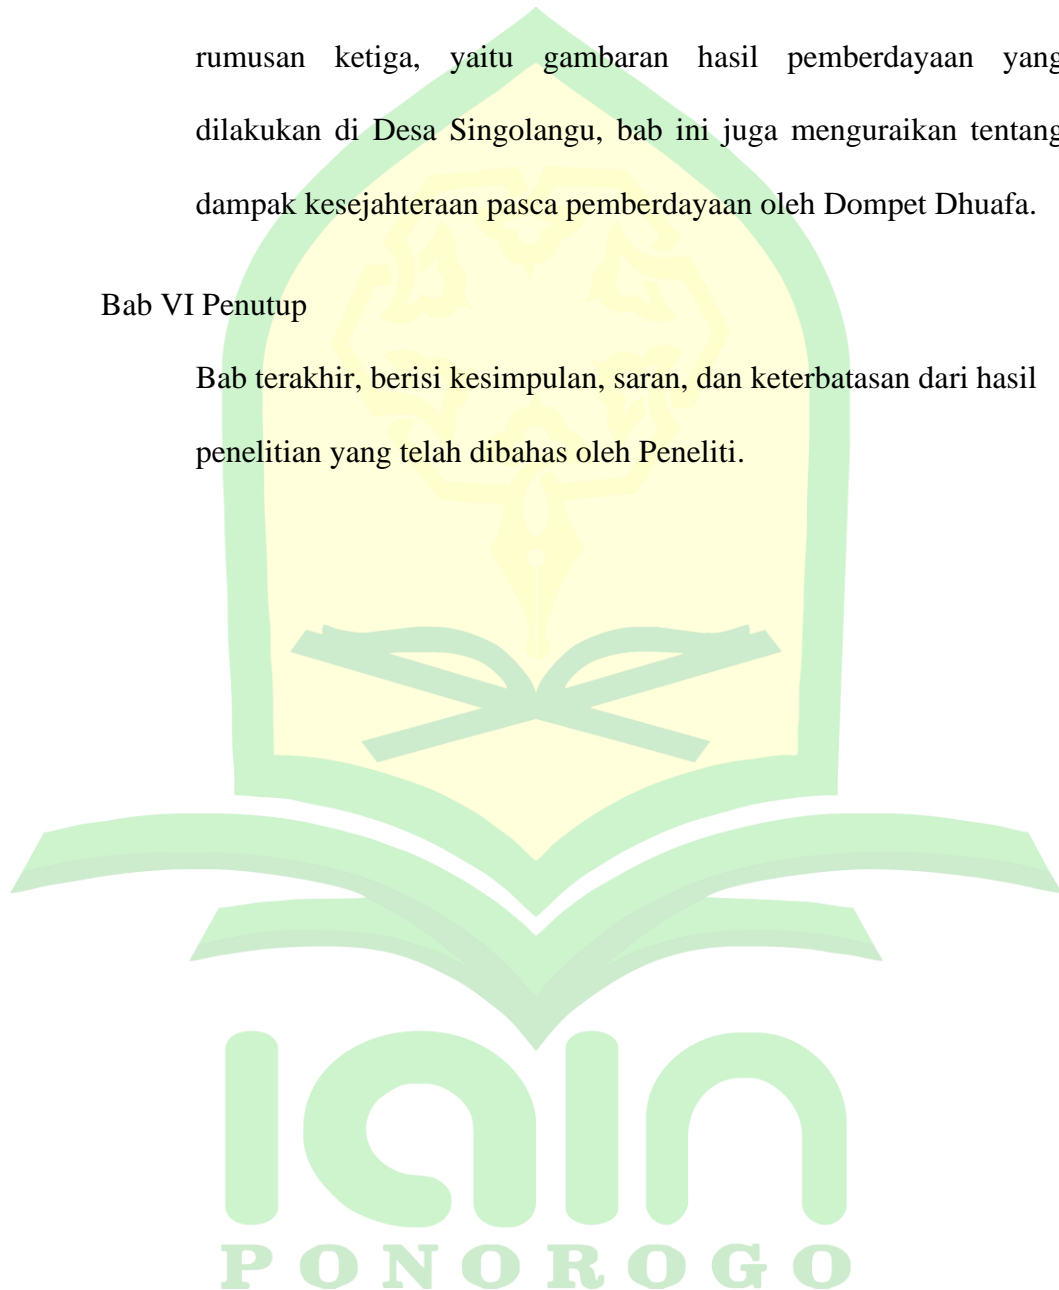 rumusan ketiga, yaitu gambaran hasil pemberdayaan yang
dilakukan di Desa Singolangu, bab ini juga menguraikan tentang
dampak kesejahteraan pasca pemberdayaan oleh Dompet Dhuafa.
Bab VI Penutup
Bab terakhir, berisi kesimpulan, saran, dan keterbatasan dari hasil
penelitian yang telah dibahas oleh Peneliti.
IAIN
PONOROGO